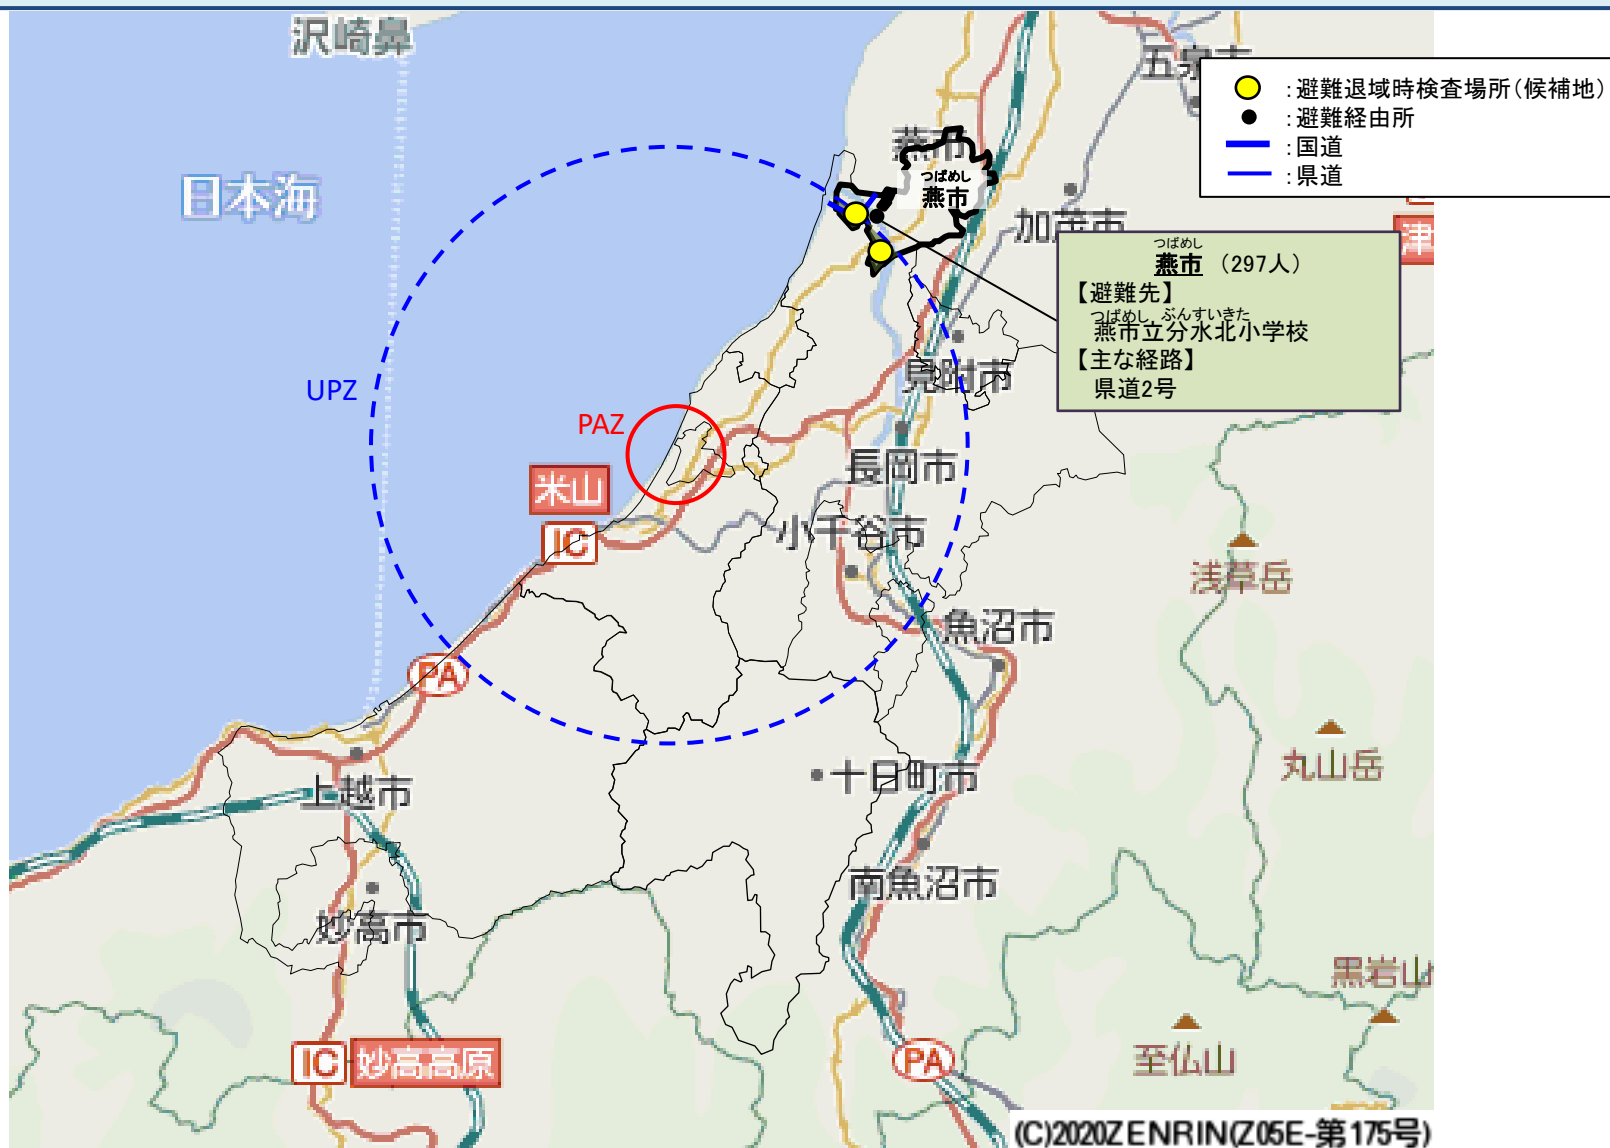 沢崎鼻
五泉市
:避難退域時検査場所(候補地)
:避難経由所
:国道
:県道
燕市
つばめし
燕市
日本海
加茂市
津
つばめし
燕市 (297人)
【避難先】
つばめし ぶんすいきた
燕市立分水北小学校
【主な経路】
県道2号
見附市
UPZ
PAZ
長岡市
米山
IC
小千谷市
浅草岳
魚沼市
PA
丸山岳
十日町市
上越市
南魚沼市
妙高市
黒岩山
IC 妙高高原
PA
至仏山
(C)2020ZENRIN(Z05E-第175号)